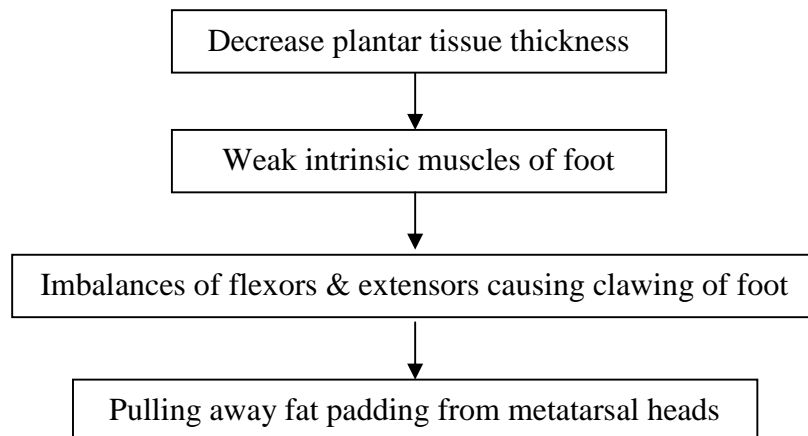 Decrease plantar tissue thickness
Weak intrinsic muscles of foot
Imbalances of flexors & extensors causing clawing of foot
Pulling away fat padding from metatarsal heads